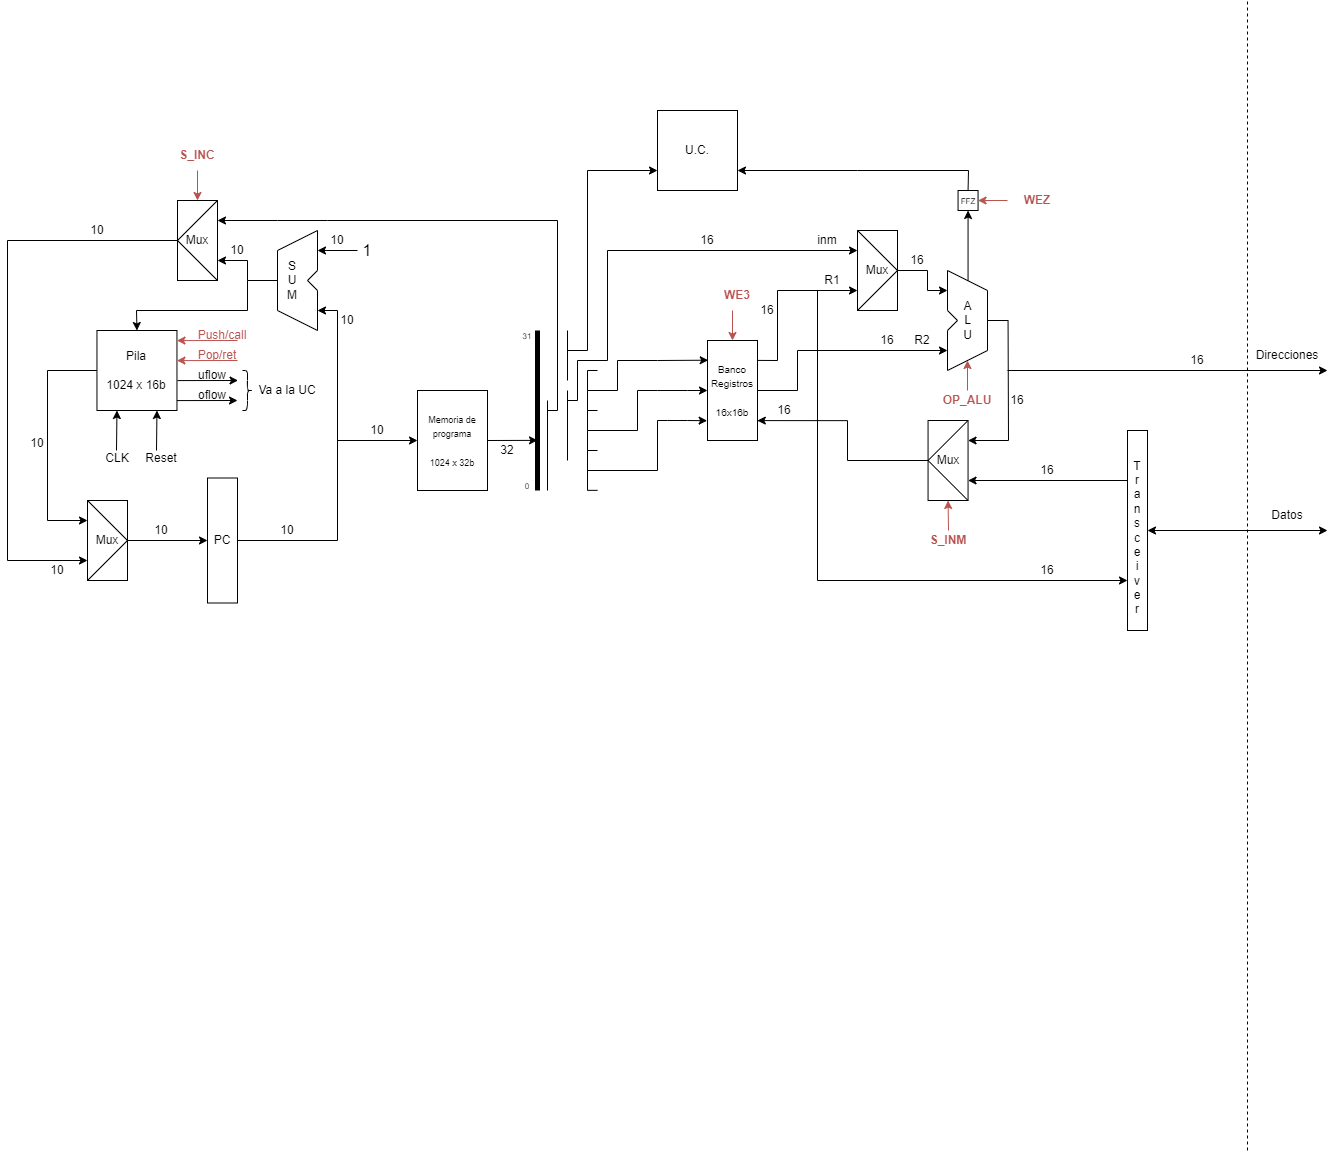 U.C.
S_INC
10
Mux
10
10
1
S
U
M
10
FFZ
WEZ
16
inm
Mux
16
R1
16
WE3
A
L
U
16
R2
OP_ALU
16
16
Direcciones
Push/call
Pop/ret
uflow
oflow
Va a la UC
Pila
1024 x 16b
CLK
Reset
10
31
0
Memoria de
programa
1024 x 32b
10
32
Banco
Registros
16x16b
16
Mux
S_INM
16
T
r
a
n
s
c
e
i
v
e
r
Datos
Mux
10
10
PC
10
16